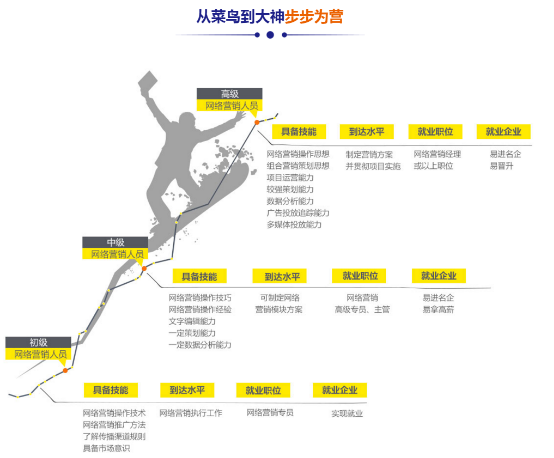 从菜鸟到大神步步为营
高级
网络营销人员
具备技能
到达水平
就业职位
就业企业
网络营销操作思想
组合营销策划思想
项目运营能力
较强策划能力
数据分析能力
广告投放追踪能力
多媒体投放能力
制定营销方案
并贯彻项目实施
网络营销经理
或以上职位
易进名企
易晋升
中级
网络营销人员
具备技能
到达水平
就业职位
就业企业
网络营销操作技巧
网络营销操作经验
文字编辑能力
一定策划能力
一定数据分析能力
可制定网络
营销模块方案
网络营销
高级专员、主管
易进名企
易拿高薪
初级
网络营销人员
具备技能
到达水平
就业职位
就业企业
网络营销操作技术
网络营销推广方法
了解传播渠道规则
具备市场意识
网络营销执行工作
网络营销专员
实现就业